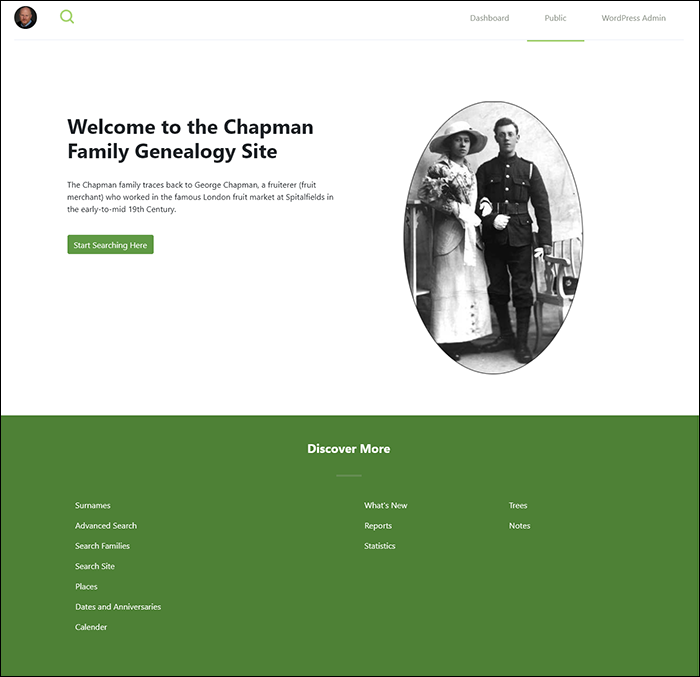 Dashboard
Public
WordPress Admin
Welcome to the Chapman
Family Genealogy Site
The Chapman family traces back to George Chapman, a fruiterer (fruit
merchant) who worked in the famous London fruit market at Spitalfields in
the early-to-mid 19th Century.
Start Searching Here
Discover More
Surnames
Advanced Search
Search Families
Search Site
Places
Dates and Anniversaries
Calender
What's New
Reports
Statistics
Trees
Notes